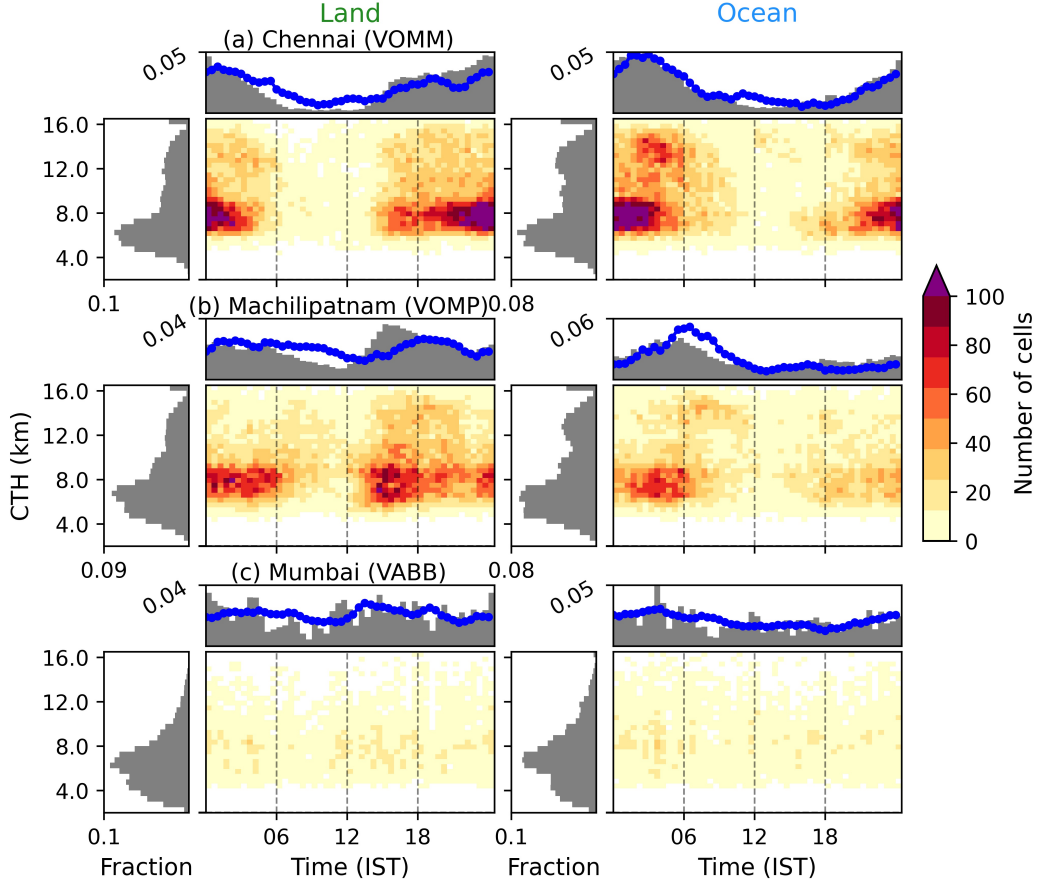 Land Ocean
(a) Chennai (VOMM)
0.05 0.05
16.0
12.0
8.0
4.0
0.1 (b) Machilipatnam (VOMP) 0.08
0.04 0.06
16.0
12.0
8.0
4.0
CTH (km)
100
80
60
40
20
0
Number of cells
0.09 (c) Mumbai (VABB) 0.08
0.04 0.05
16.0
12.0
8.0
4.0
0.1 06 12 18 0.1 06 12 18
Fraction Time (IST) Fraction Time (IST)